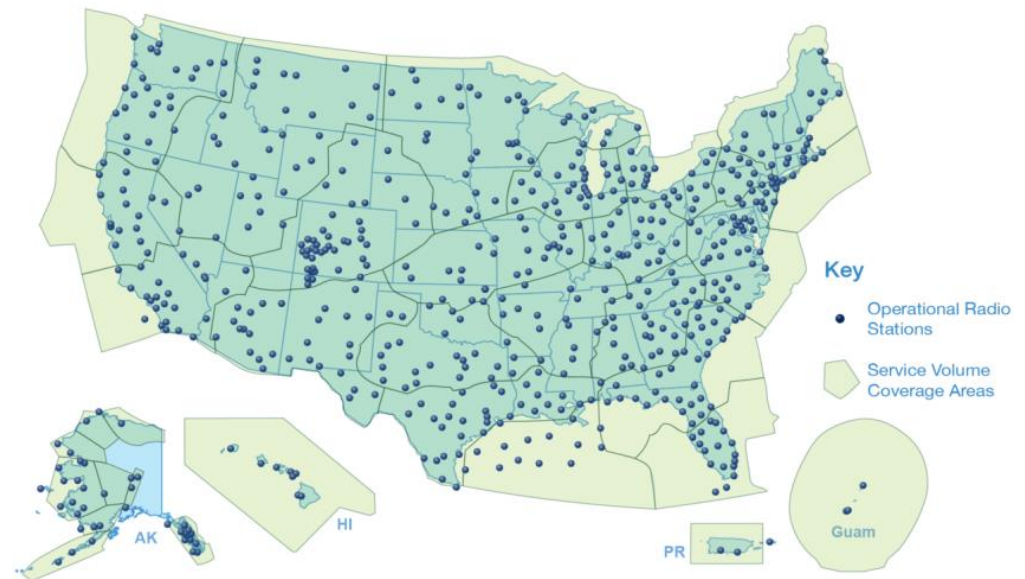 Key
Operational Radio
Stations
Service Volume
Coverage Areas
AK
HI
PR
Guam